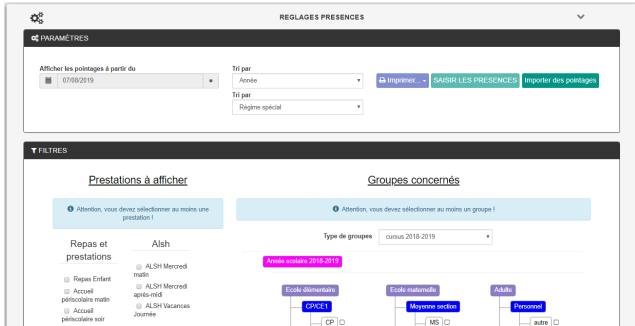 REGLAGES PRESENCES
PARAMÈTRES
Afficher les pointages à partir du
07/08/2019
Tri par
Année
Imprimer...
SAISIR LES PRESENCES
Importer des pointages
Tri par
Régime spécial
FILTRES
Prestations à afficher
Attention, vous devez sélectionner au moins une
prestation !
Repas et
prestations
Repas Enfant
Accueil
périscolaire matin
Accueil
périscolaire soir
Alsh
ALSH Mercredi
matin
ALSH Mercredi
après-midi
ALSH Vacances
Journée
Groupes concernés
Attention, vous devez sélectionner au moins un groupe !
Type de groupes
cursus 2018-2019
Année scolaire 2018-2019
Ecole élémentaire
CP/CE1
CP
Ecole maternelle
Moyenne section
MS
Adulte
Personnel
autre